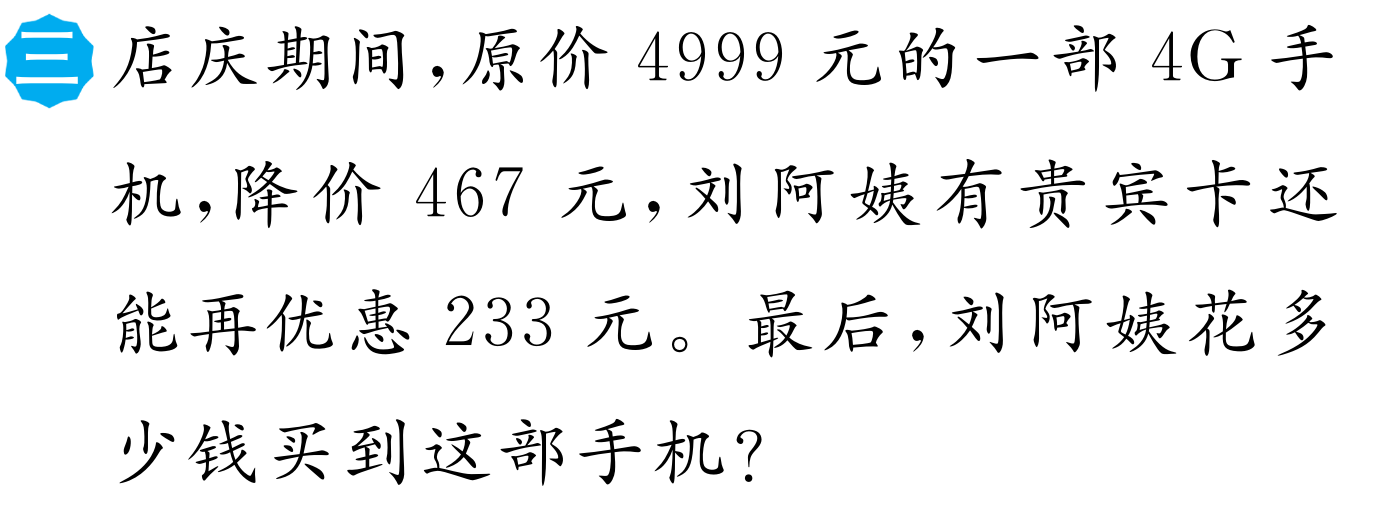 三 店庆期间,原价 4999 元的一部 4G 手
机,降价 467 元,刘阿姨有贵宾卡还
能再优惠 233 元。最后,刘阿姨花多
少钱买到这部手机?